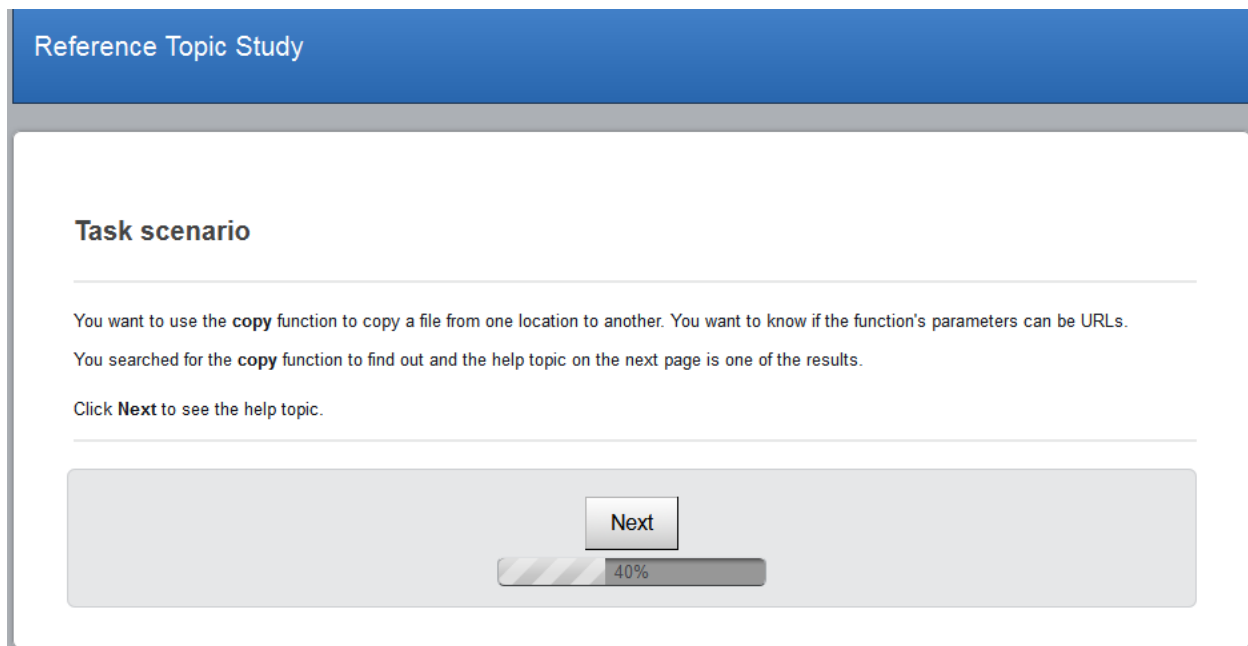 Reference Topic Study
Task scenario
You want to use the copy function to copy a file from one location to another. You want to know if the function's parameters can be URLs.
You searched for the copy function to find out and the help topic on the next page is one of the results.
Click Next to see the help topic.
Next
40%